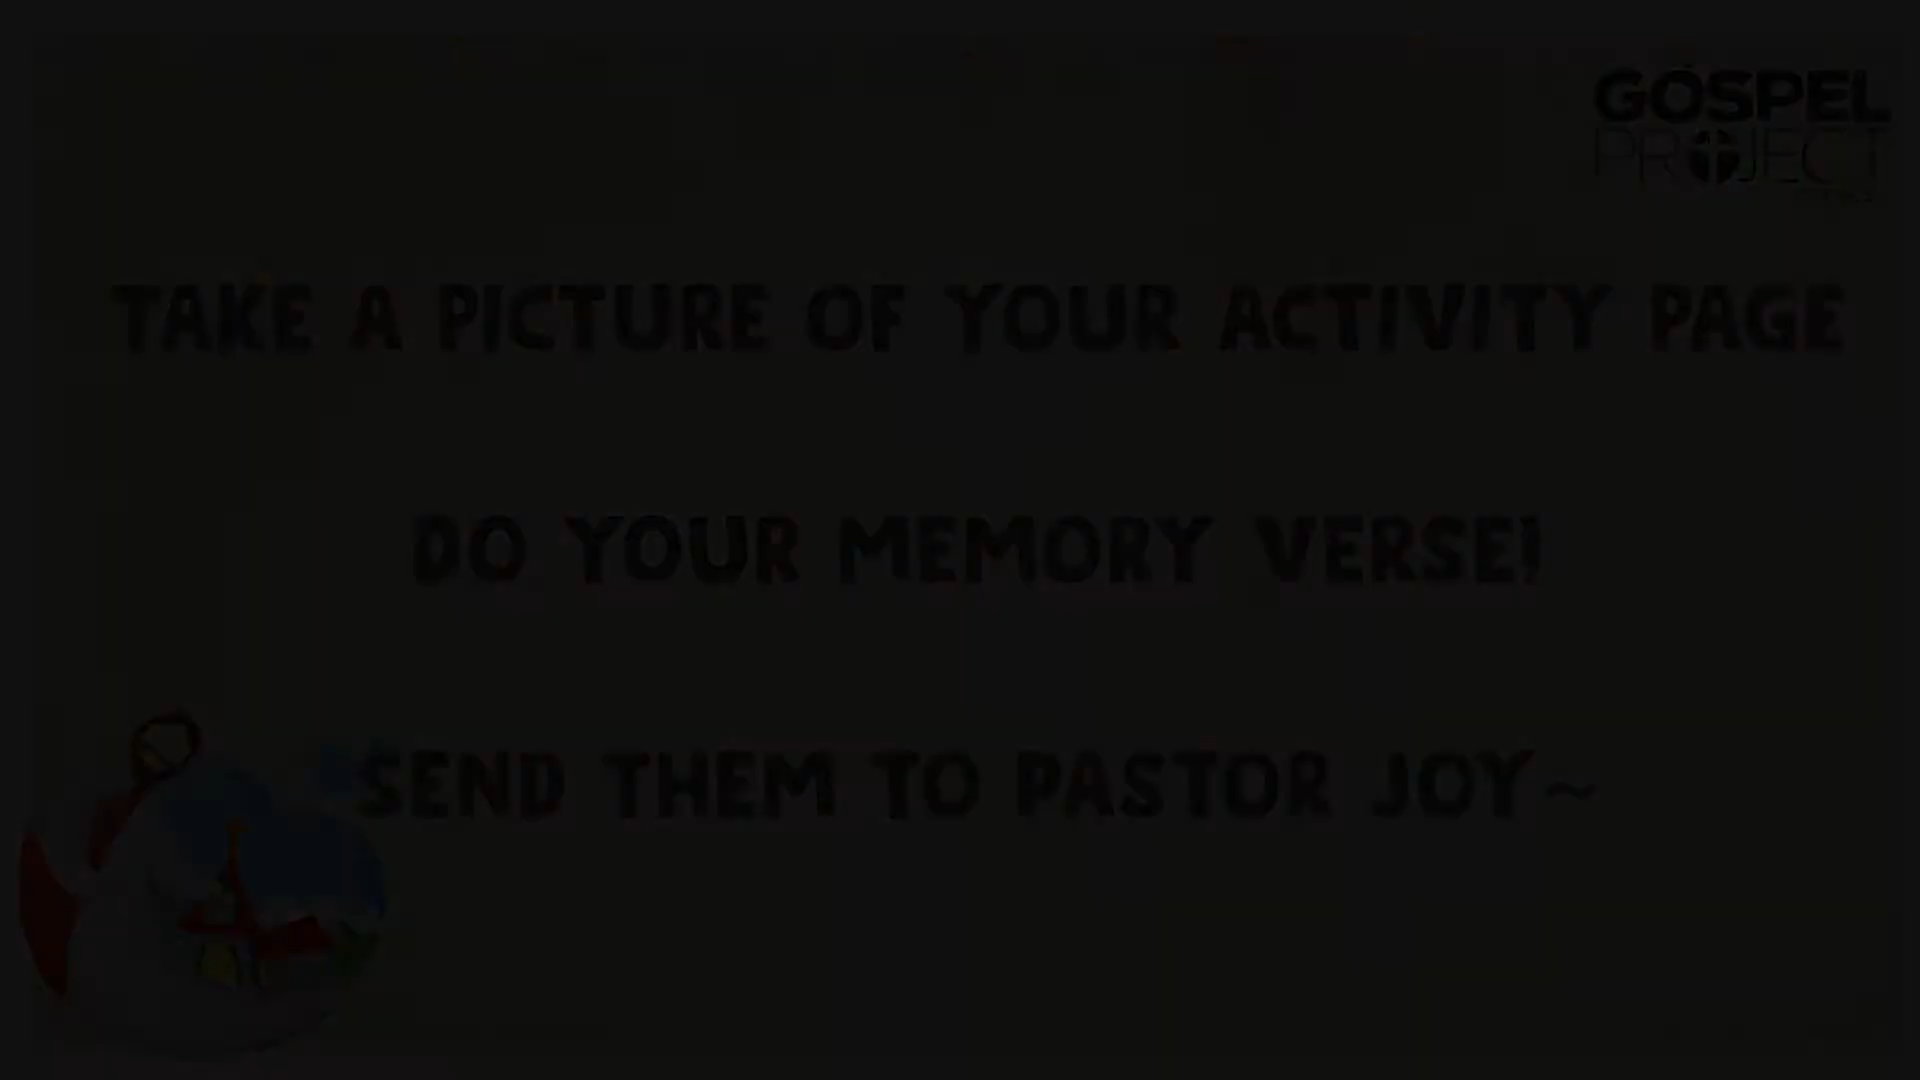 GOSPEL
PROJECT
TAKE A PICTURE OF YOUR ACTIVITY PAGE
DO YOUR MEMORY VERSE!
SEND THEM TO PASTOR JOY~